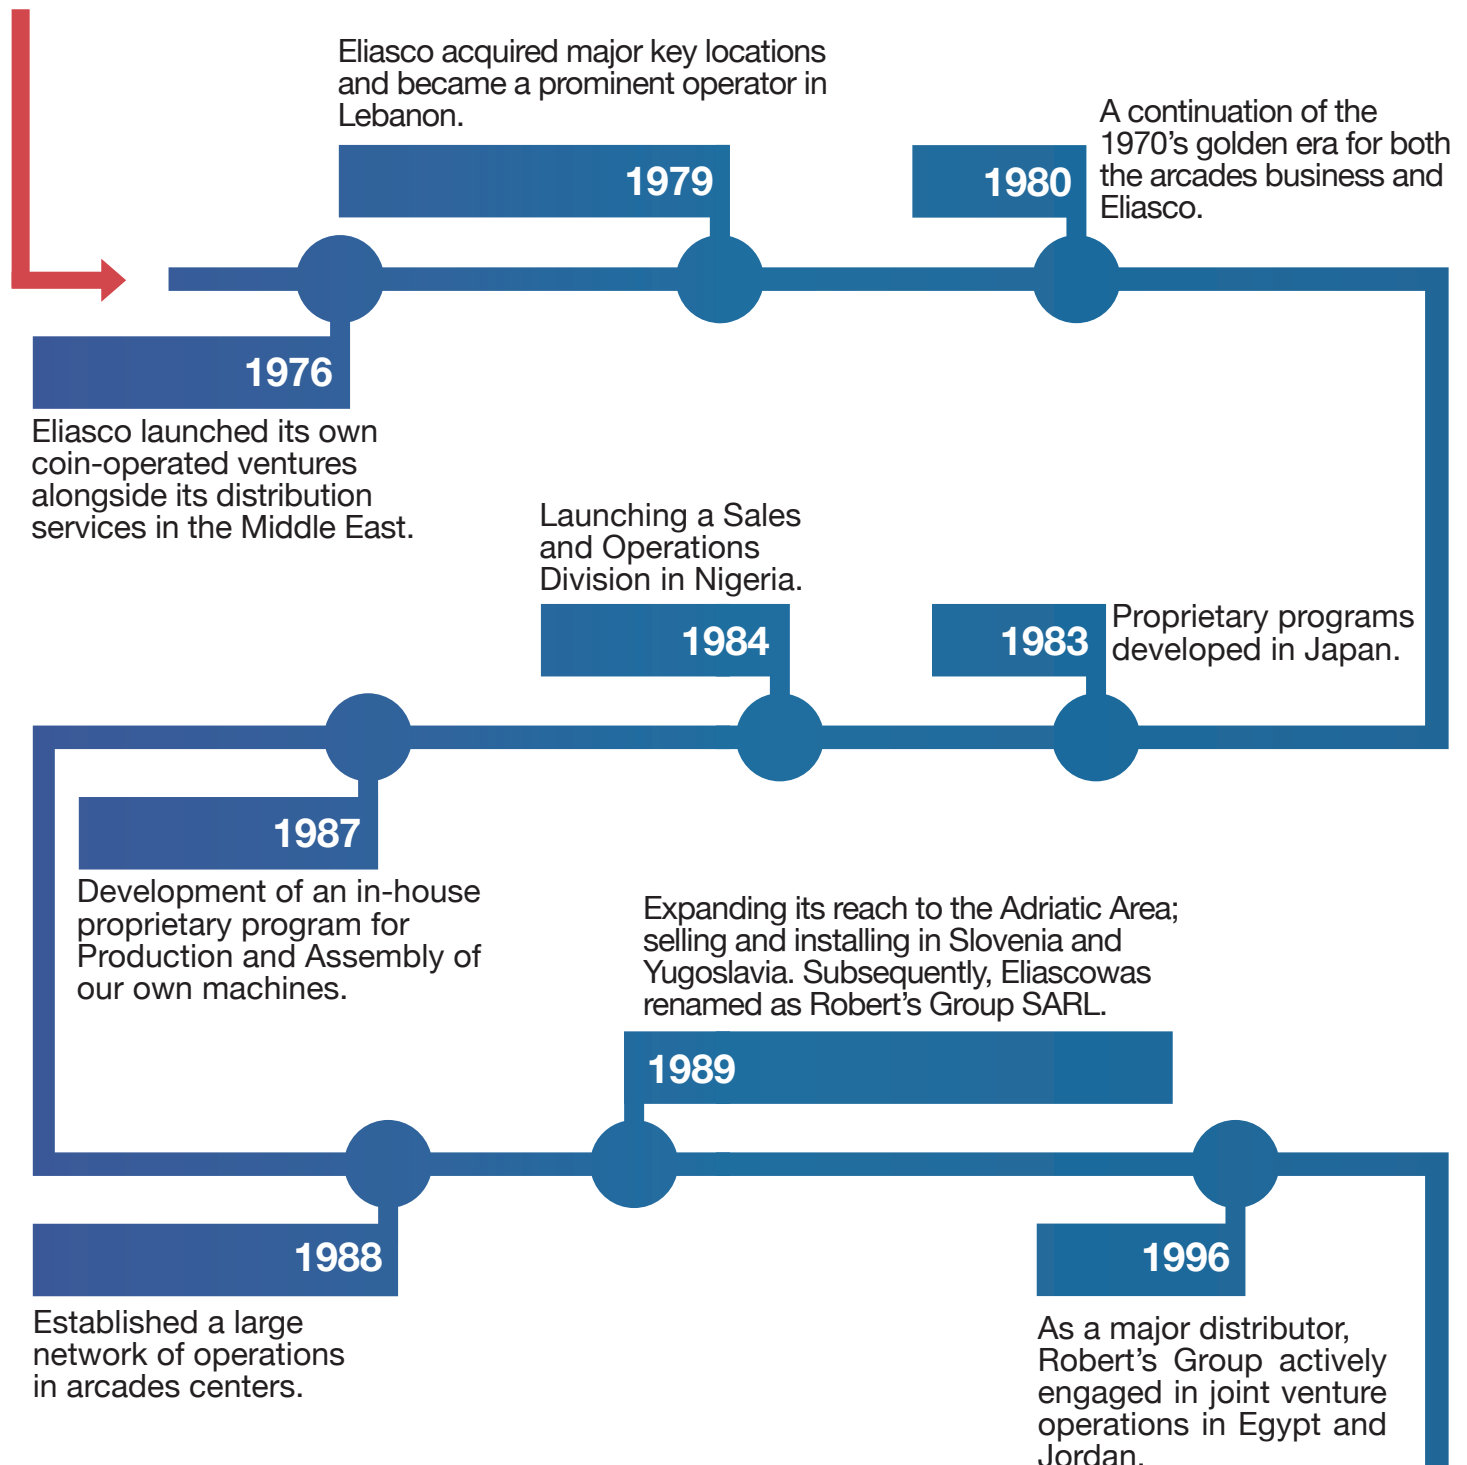 Eliasco acquired major key locations
and became a prominent operator in
Lebanon.
1979
1980
A continuation of the
1970's golden era for both
the arcades business and
Eliasco.
1976
Eliasco launched its own
coin-operated ventures
alongside its distribution
services in the Middle East.
Proprietary programs
developed in Japan.
1983
Launching a Sales
and Operations
Division in Nigeria.
1984
1987
Development of an in-house
proprietary program for
Production and Assembly of
our own machines.
1988
Established a large
network of operations
in arcades centers.
Expanding its reach to the Adriatic Area;
selling and installing in Slovenia and
Yugoslavia. Subsequently, Eliascowas
renamed as Robert's Group SARL.
1989
1996
As a major distributor,
Robert's Group actively
engaged in joint venture
operations in Egypt and
Jordan.